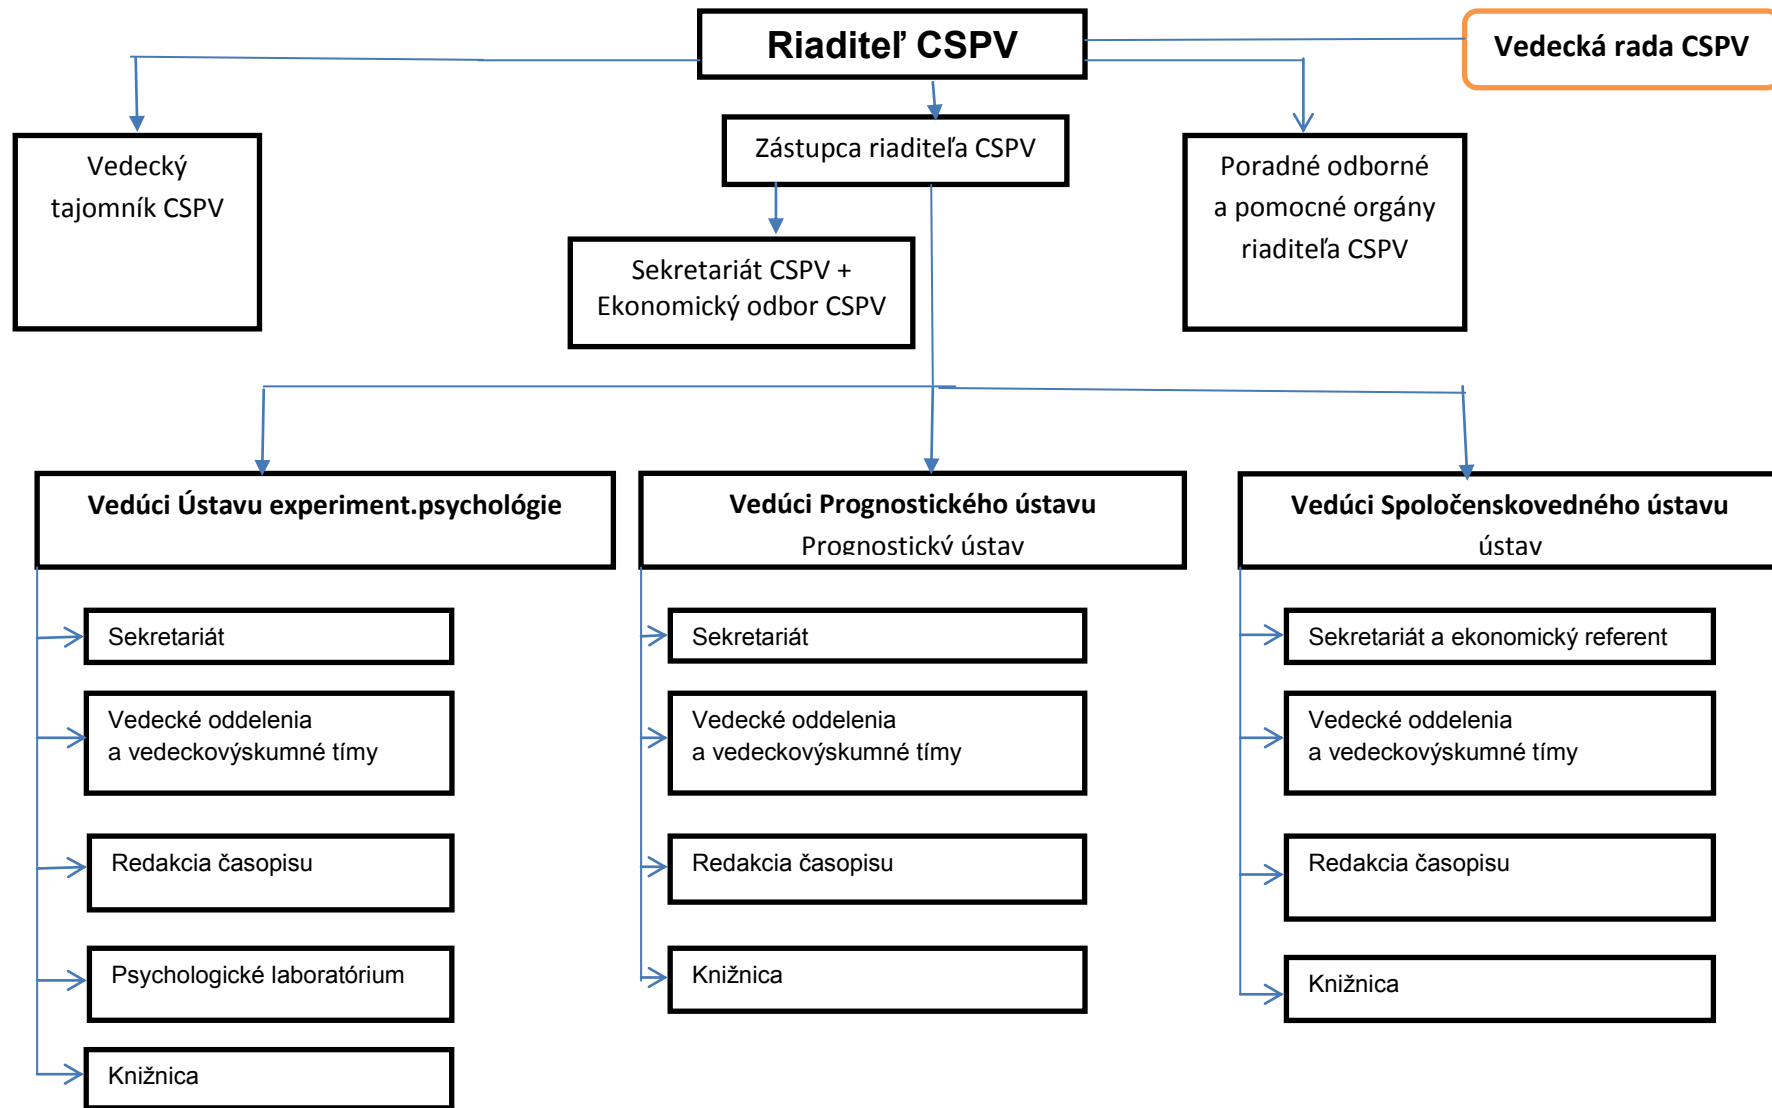 Riaditeľ CSPV
Vedecká rada CSPV
Vedecký
tajomník CSPV
Zástupca riaditeľa CSPV
Poradné odborné
a pomocné orgány
riaditeľa CSPV
Sekretariát CSPV +
Ekonomický odbor CSPV
Vedúci Ústavu experiment.psychológie
Vedúci Prognostického ústavu
Prognostický ústav
Vedúci Spoločenskovedného ústavu
ústav
Sekretariát
Vedecké oddelenia
a vedeckovýskumné tímy
Redakcia časopisu
Psychologické laboratórium
Knižnica
Sekretariát
Vedecké oddelenia
a vedeckovýskumné tímy
Redakcia časopisu
Knižnica
Sekretariát a ekonomický referent
Vedecké oddelenia
a vedeckovýskumné tímy
Redakcia časopisu
Knižnica